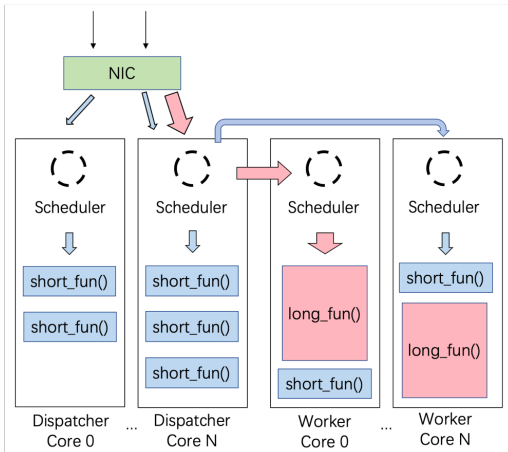 NIC
Scheduler
Scheduler
Scheduler
Scheduler
short_fun()
short_fun()
short_fun()
short_fun()
short_fun()
long_fun()
short_fun()
short_fun()
long_fun()
Dispatcher
Core 0
...
Dispatcher
Core N
Worker
Core 0
...
Worker
Core N